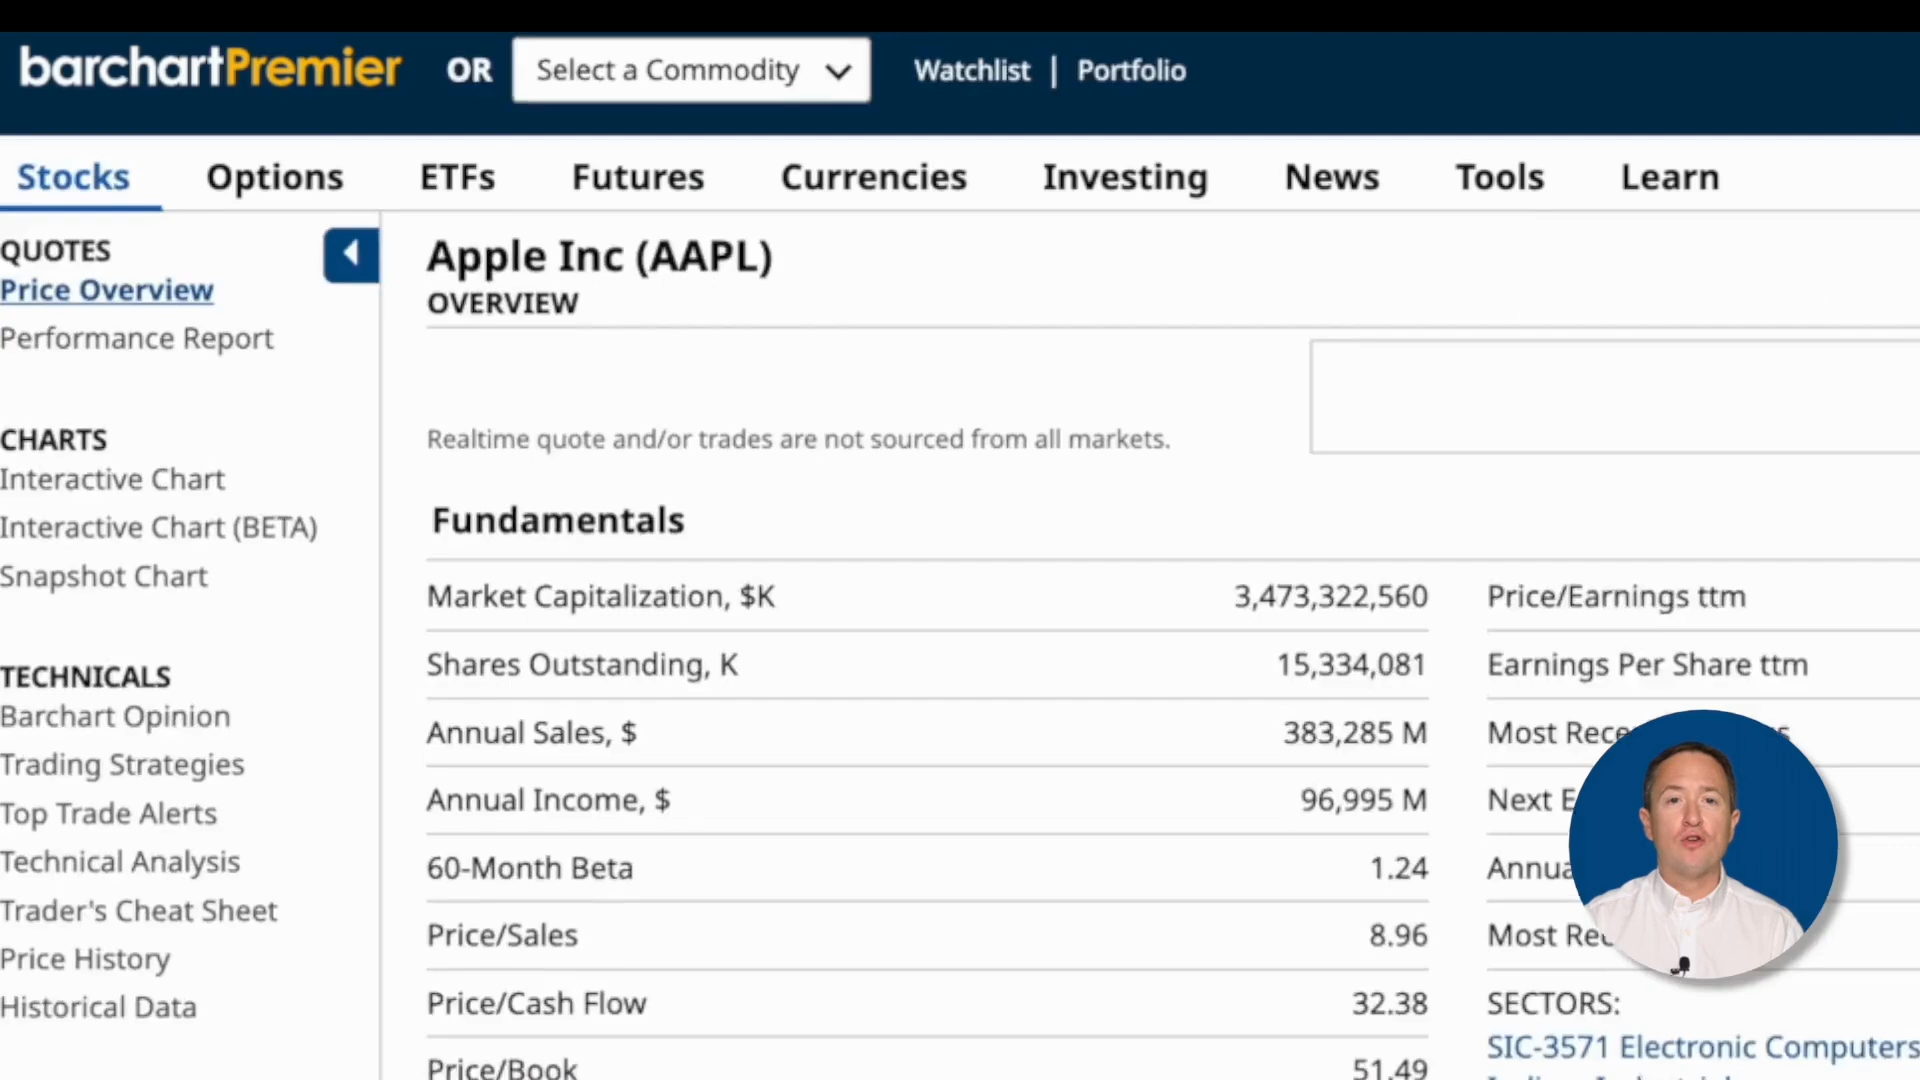 barchartPremier OR Select a Commodity Watchlist | Portfolio
Stocks Options ETFs Futures Currencies Investing News Tools Learn
QUOTES
Price Overview
Performance Report
CHARTS
Interactive Chart
Interactive Chart (BETA)
Snapshot Chart
TECHNICALS
Barchart Opinion
Trading Strategies
Top Trade Alerts
Technical Analysis
Trader's Cheat Sheet
Price History
Historical Data
Apple Inc (AAPL)
OVERVIEW
Realtime quote and/or trades are not sourced from all markets.
Fundamentals
Market Capitalization, $K 3,473,322,560
Shares Outstanding, K 15,334,081
Annual Sales, $ 383,285 M
Annual Income, $ 96,995 M
60-Month Beta 1.24
Price/Sales 8.96
Price/Cash Flow 32.38
Price/Book 51.49
Price/Earnings ttm
Earnings Per Share ttm
Most
Next
Most
SECTORS:
SIC-3571 Electronic Computers